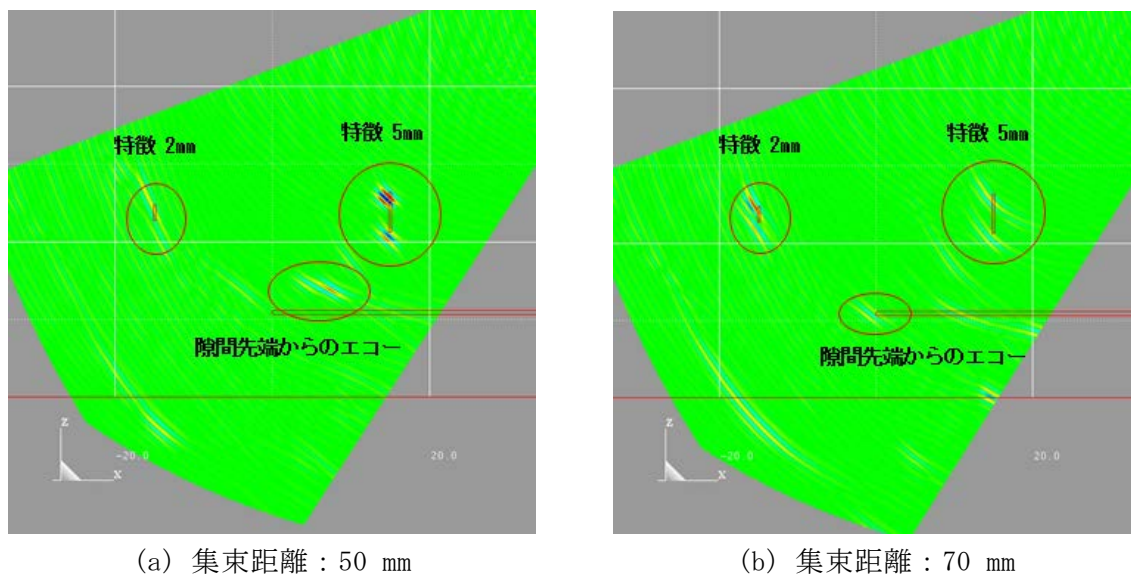 特徴 2mm
特徴 5mm
隙間先端からのエコー
z
x
-20.0
20.0
(a) 集束距離：50 mm
特徴 2mm
特徴 5mm
隙間先端からのエコー
z
x
-20.0
20.0
(b) 集束距離：70 mm